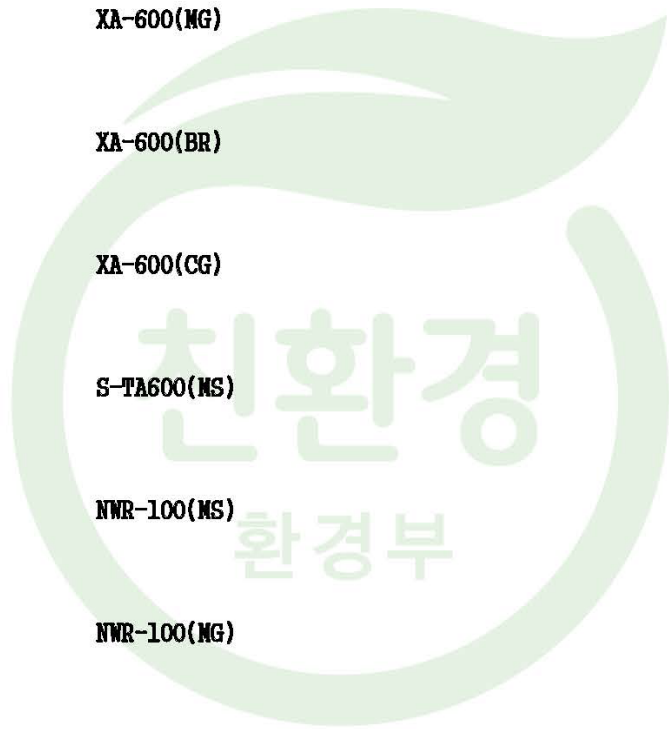 XA-600(MG)
XA-600(BR)
XA-600(CG)
친환경
S-TA600(MS)
NWR-100(MS)
환경부
NWR-100(MG)